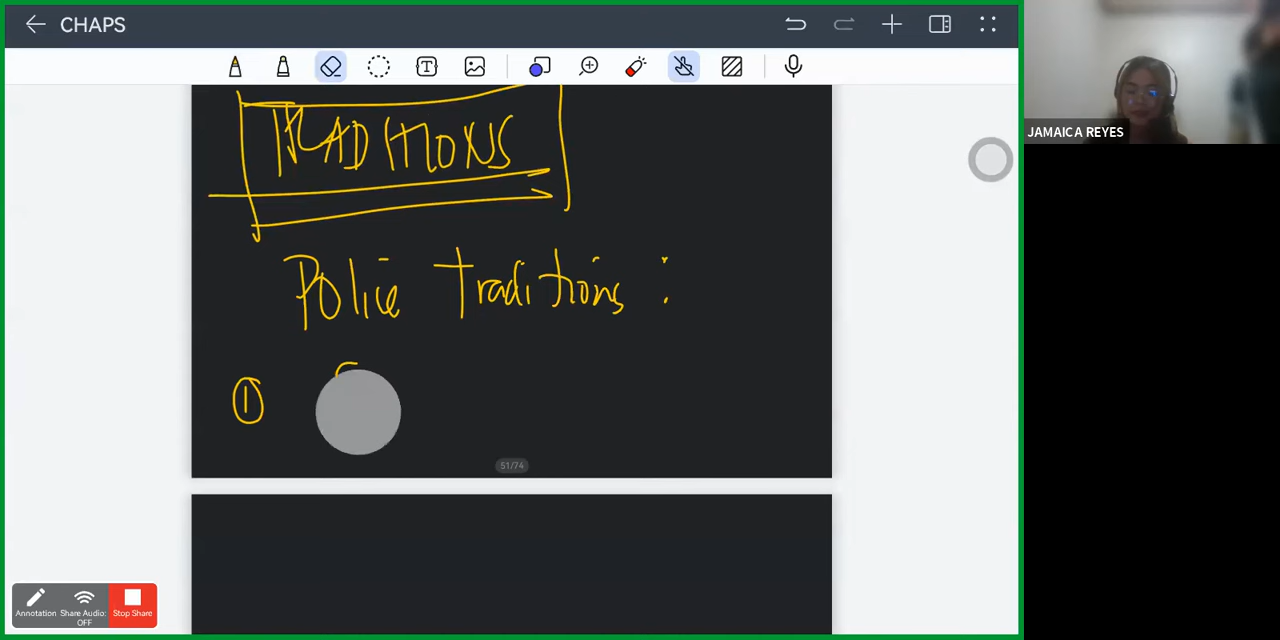 CHAPS
JAMAICA REYES
TRADITIONS
Police Traditions :
①
51/74
Annotation
Share Audio: OFF
Stop Share